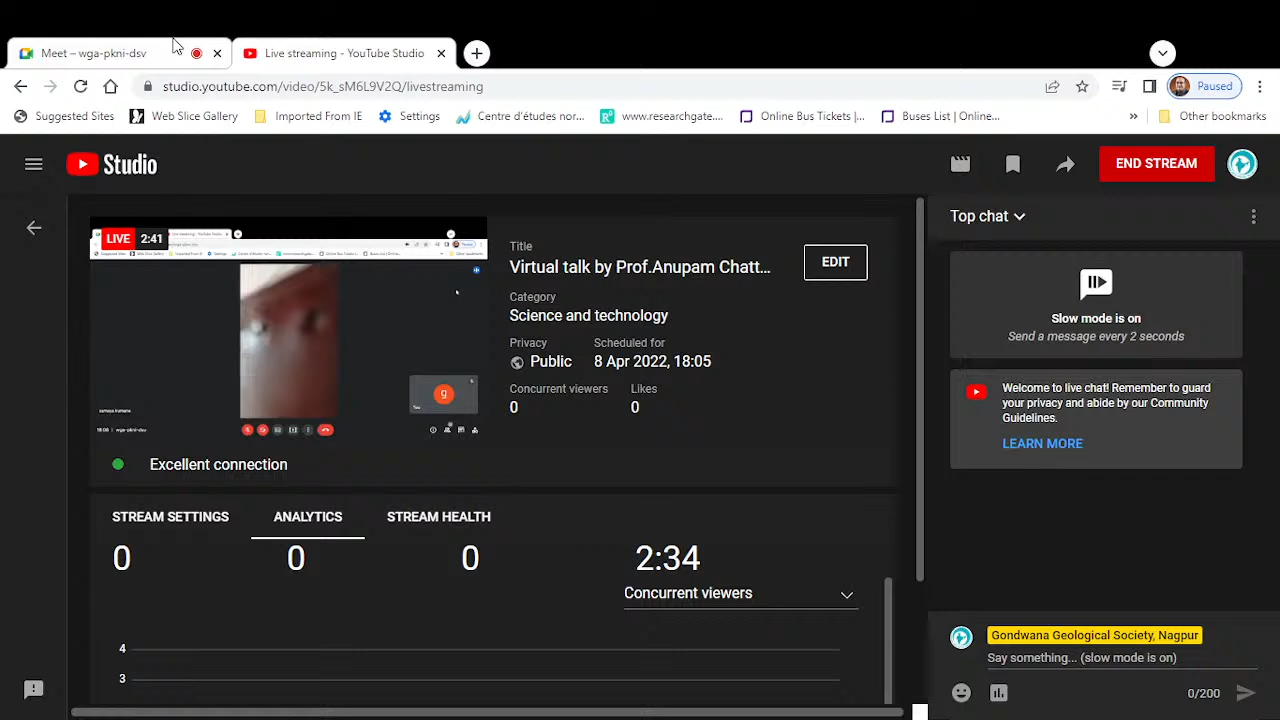 Meet – wga-pkni-dsv
Live streaming - YouTube Studio
studio.youtube.com/video/5k_sM6L9V2Q/livestreaming
Paused
Suggested Sites
Web Slice Gallery
Imported From IE
Settings
Centre d'études nor...
www.researchgate....
Online Bus Tickets |...
Buses List | Online...
»
Other bookmarks
Studio
END STREAM
LIVE 2:41
Title
Virtual talk by Prof.Anupam Chatt...
EDIT
Category
Science and technology
Privacy
Public
Scheduled for
8 Apr 2022, 18:05
Concurrent viewers
0
Likes
0
g
Excellent connection
STREAM SETTINGS
ANALYTICS
STREAM HEALTH
0
0
0
2:34
Concurrent viewers
4
3
Top chat
Slow mode is on
Send a message every 2 seconds
Welcome to live chat! Remember to guard
your privacy and abide by our Community
Guidelines.
LEARN MORE
Gondwana Geological Society, Nagpur
Say something... (slow mode is on)
0/200